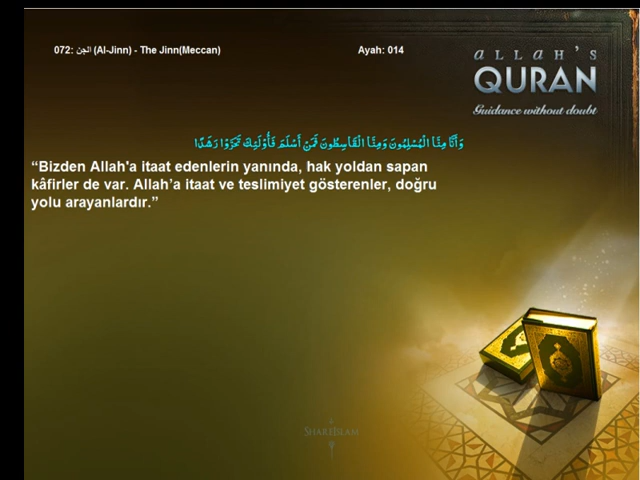 072: الجن (Al-Jinn) - The Jinn(Meccan) Ayah: 014
ALLAH'S
QURAN
Guidance without doubt
وَأَنَّا مِنَّا الْمُسْلِمُونَ وَمِنَّا الْقَاسِطُونَ فَمَنْ أَسْلَمَ فَأُوْلَئِكَ تَحَرَّوْا رَشَدًا
“Bizden Allah'a itaat edenlerin yanında, hak yoldan sapan
kâfirler de var. Allah’a itaat ve teslimiyet gösterenler, doğru
yolu arayanlardır.”
SHAREISLAM